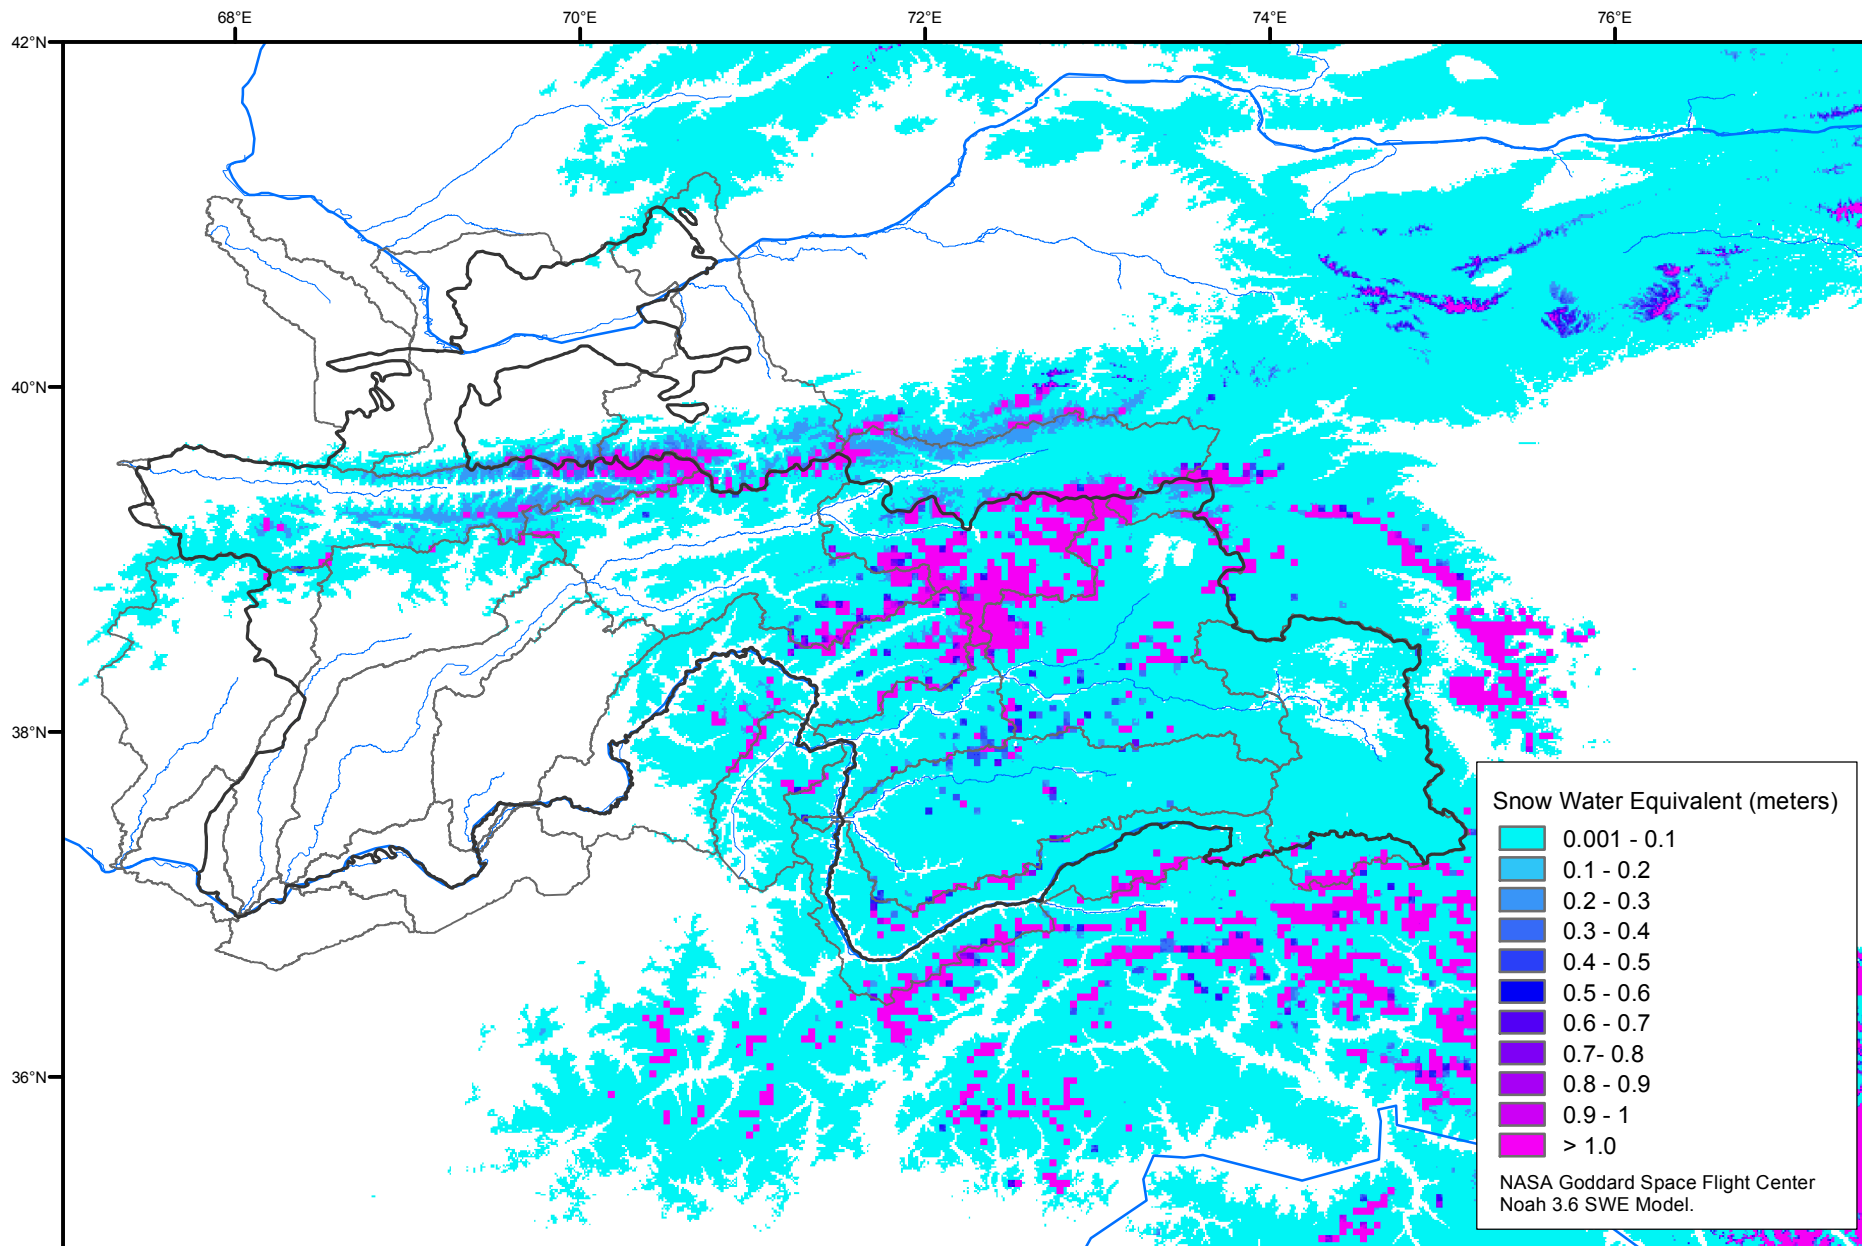 68°E
70°E
72°E
74°E
76°E
42°N
40°N
38°N
36°N
Snow Water Equivalent (meters)
0.001 - 0.1
0.1 - 0.2
0.2 - 0.3
0.3 - 0.4
0.4 - 0.5
0.5 - 0.6
0.6 - 0.7
0.7- 0.8
0.8 - 0.9
0.9 - 1
> 1.0
NASA Goddard Space Flight Center
Noah 3.6 SWE Model.